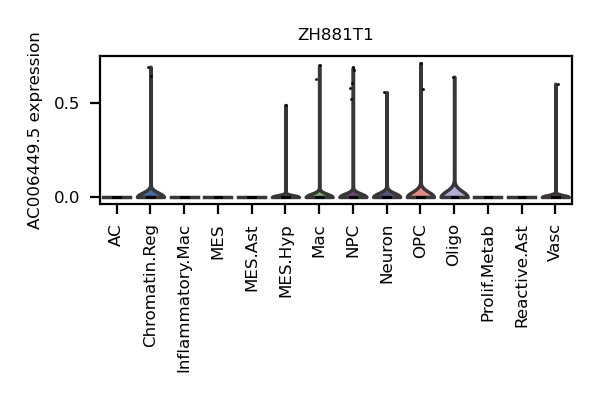 ZH881T1
AC006449.5 expression
0.5
0.0
AC
Chromatin.Reg
Inflammatory.Mac
MES
MES.Ast
MES.Hyp
Mac
NPC
Neuron
OPC
Oligo
Prolif.Metab
Reactive.Ast
Vasc